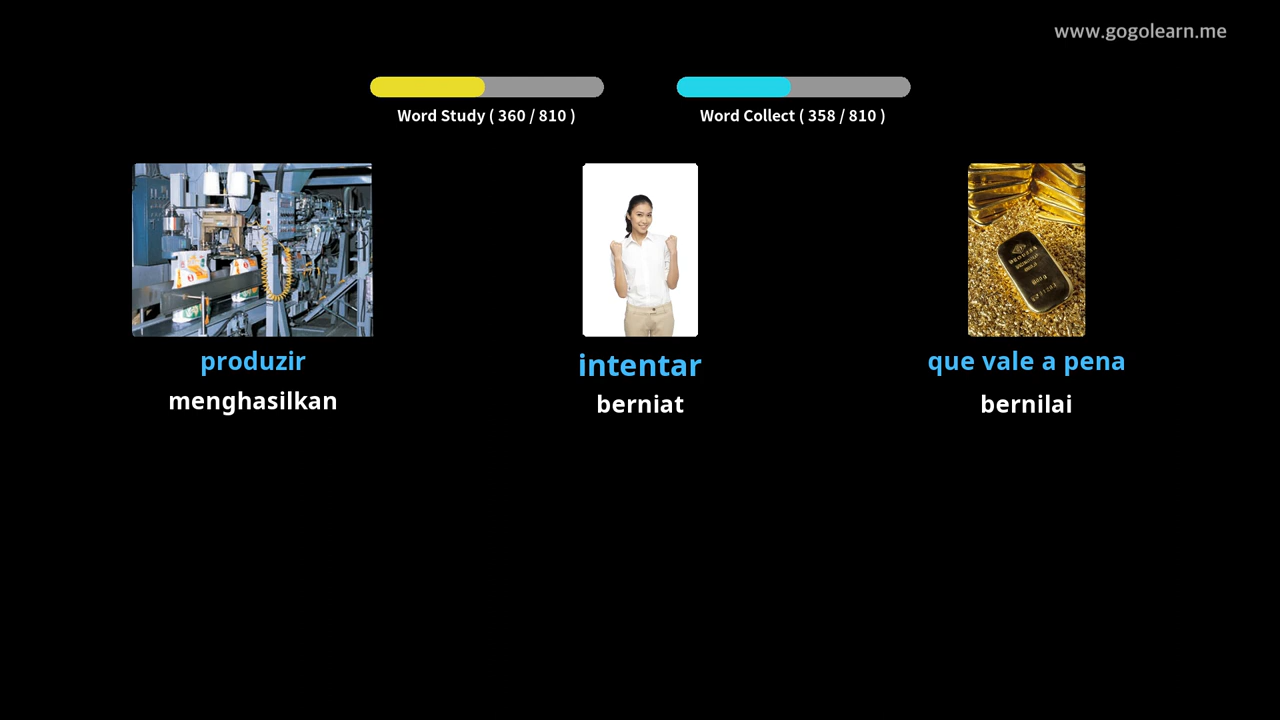 www.gogolearn.me
Word Study ( 360 / 810 )
Word Collect ( 358 / 810 )
produzir
menghasilkan
intentar
berniat
que vale a pena
bernilai